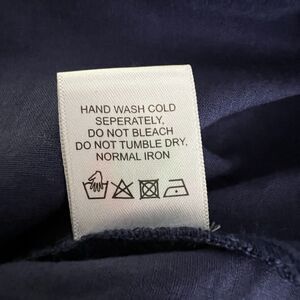 HAND WASH COLD
SEPERATELY,
DO NOT BLEACH
DO NOT TUMBLE DRY,
NORMAL IRON